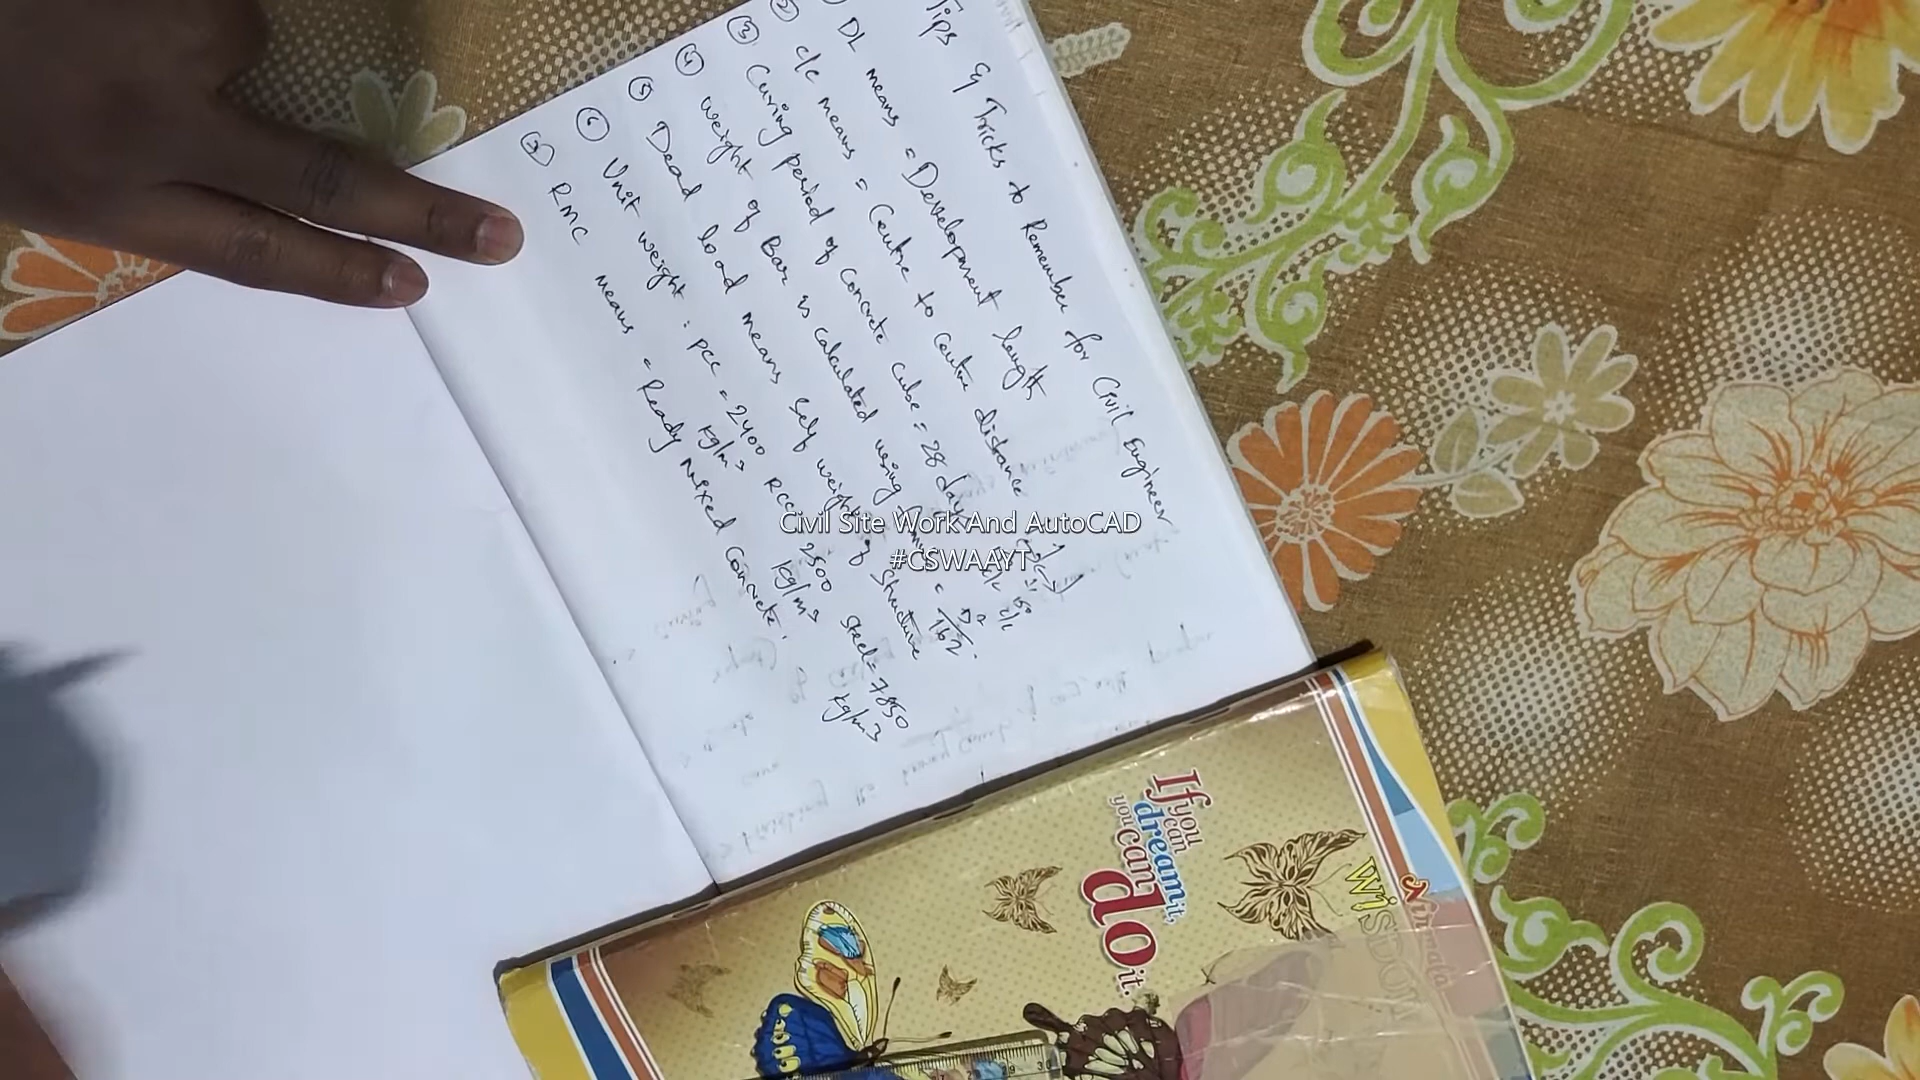 Tips & Tricks to Remember for Civil Engineer
DL means = Development length
② c/c means = Centre to Centre distance
③ Curing period of concrete cube = 28 days
150
c/c
④ Weight of Bar is calculated using = D²/162.
⑤ Dead load means self weight of structure
⑥ Unit weight : PCC = 2400 RCC = 2500 Steel = 7850
kg/m3 kg/m3 kg/m3
RMC means = Ready mixed Concrete.
Civil Site Work And AutoCAD
#CSWAAYT
If you
can
dream it,
you can
do it.
Nirmala
WiSDOM
29 30